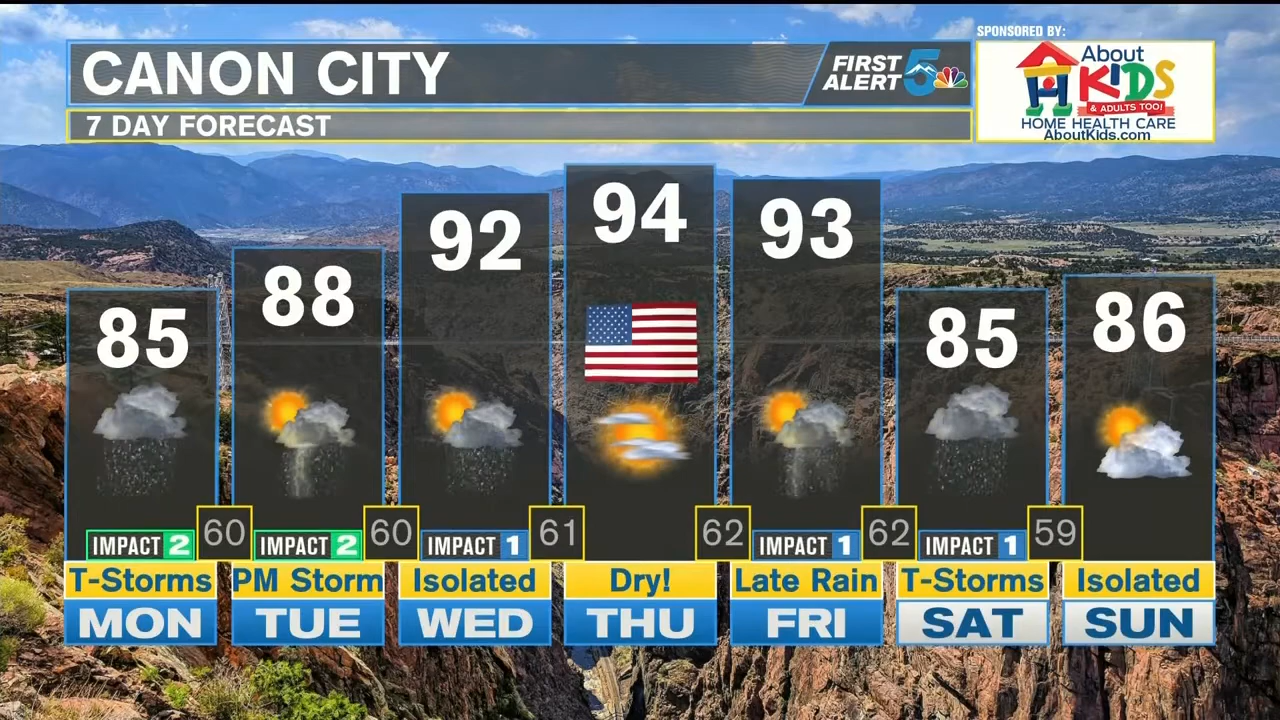 SPONSORED BY:
CANON CITY
FIRST
ALERT 5
About
KIDS
& ADULTS TOO!
HOME HEALTH CARE
AboutKids.com
7 DAY FORECAST
85 88 92 94 93 85 86
IMPACT 2 60 IMPACT 2 60 IMPACT 1 61 62 IMPACT 1 62 IMPACT 1 59
T-Storms PM Storm Isolated Dry! Late Rain T-Storms Isolated
MON TUE WED THU FRI SAT SUN